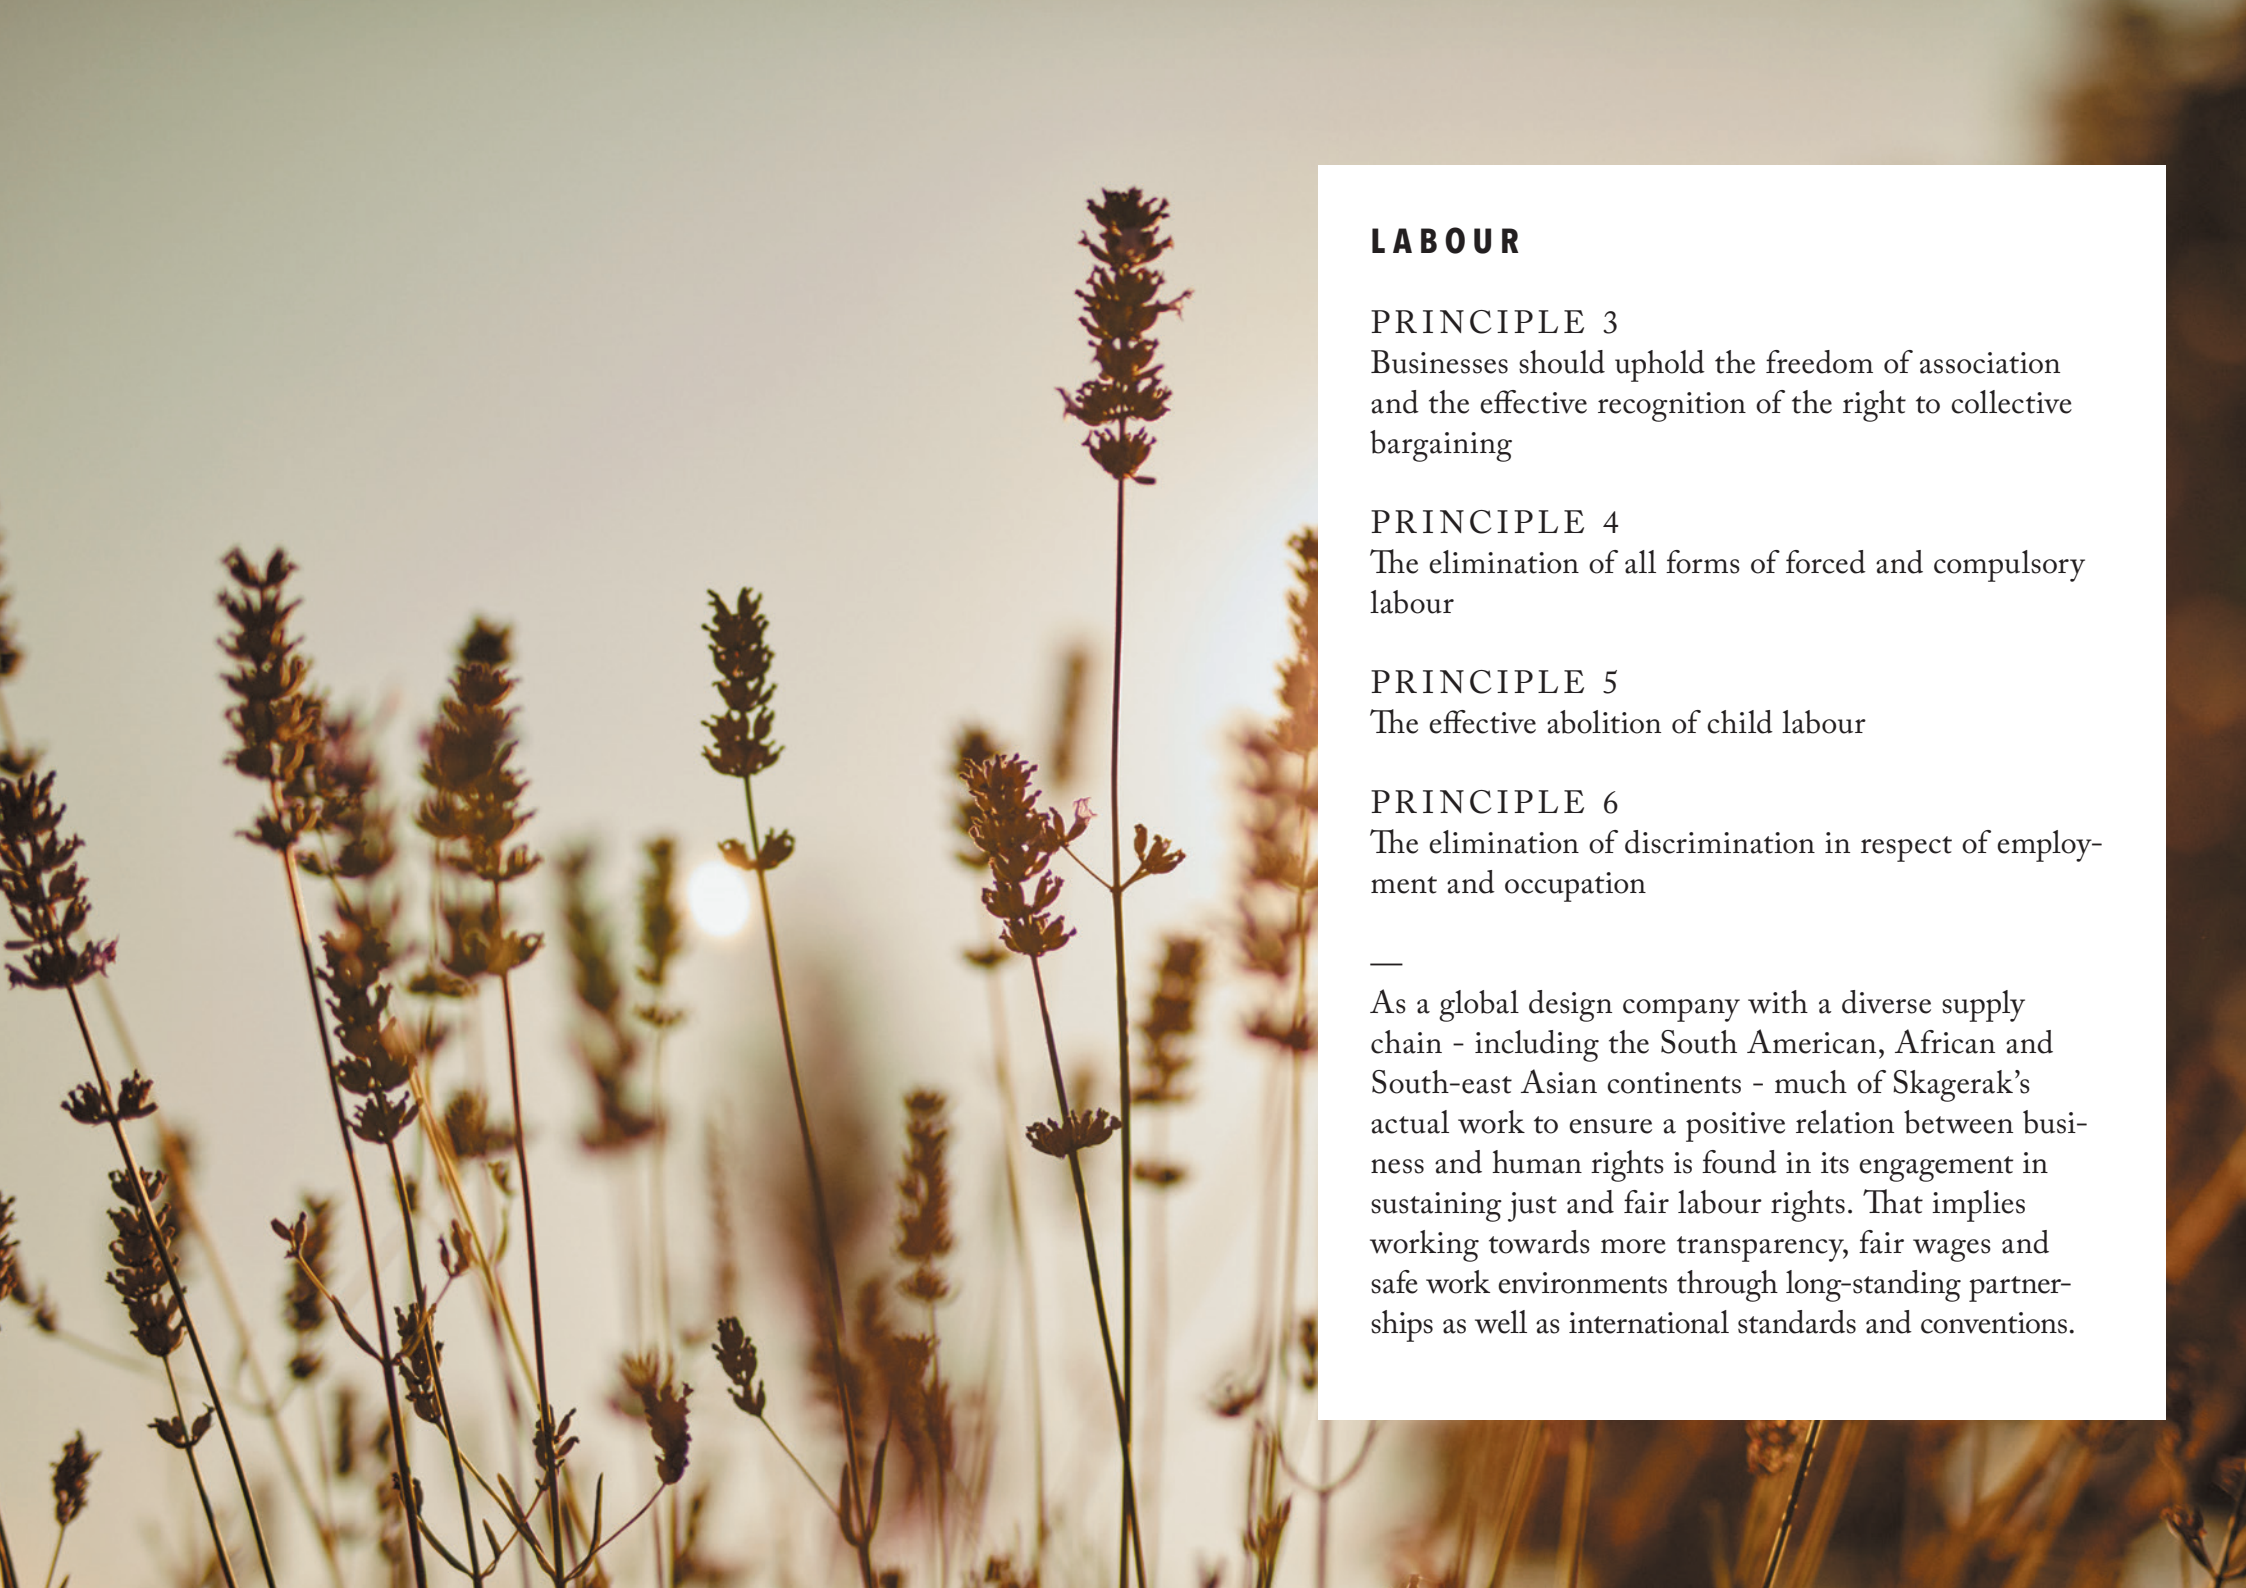 LABOUR
PRINCIPLE 3
Businesses should uphold the freedom of association
and the effective recognition of the right to collective
bargaining
PRINCIPLE 4
The elimination of all forms of forced and compulsory
labour
PRINCIPLE 5
The effective abolition of child labour
PRINCIPLE 6
The elimination of discrimination in respect of employ-
ment and occupation
—
As a global design company with a diverse supply
chain - including the South American, African and
South-east Asian continents - much of Skagerak’s
actual work to ensure a positive relation between busi-
ness and human rights is found in its engagement in
sustaining just and fair labour rights. That implies
working towards more transparency, fair wages and
safe work environments through long-standing partner-
ships as well as international standards and conventions.